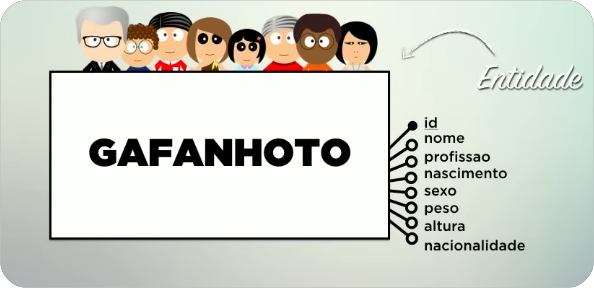 Entidade
GAFANHOTO
id
nome
profissao
nascimento
sexo
peso
altura
nacionalidade